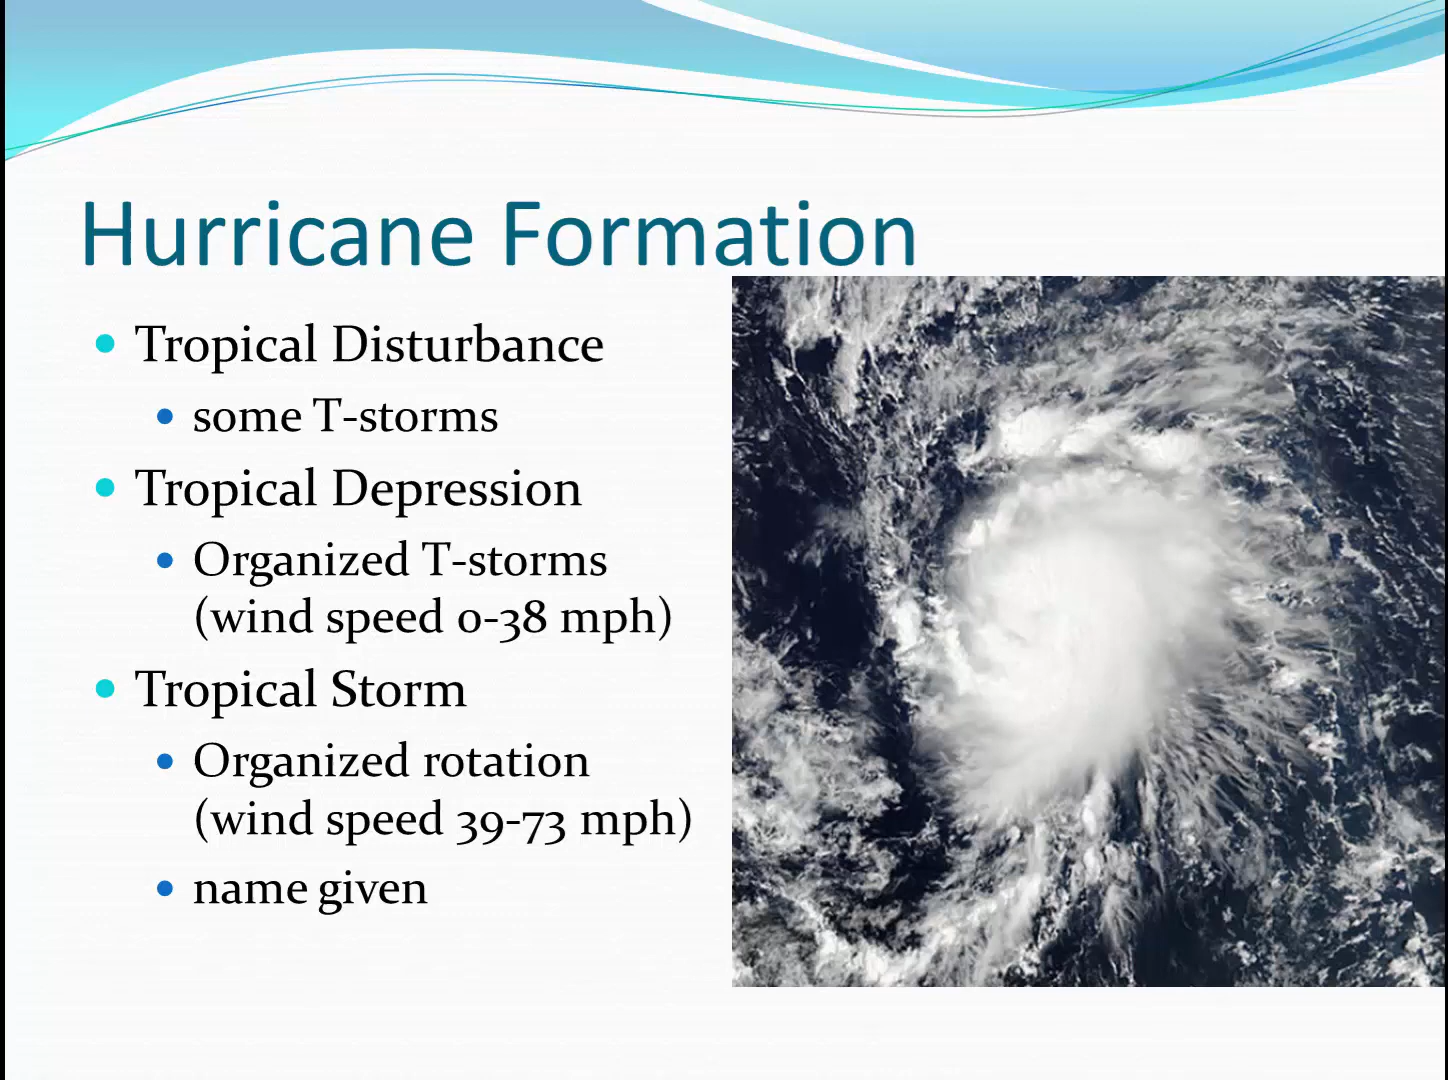 Hurricane Formation
Tropical Disturbance
some T-storms
Tropical Depression
Organized T-storms
(wind speed 0-38 mph)
Tropical Storm
Organized rotation
(wind speed 39-73 mph)
name given